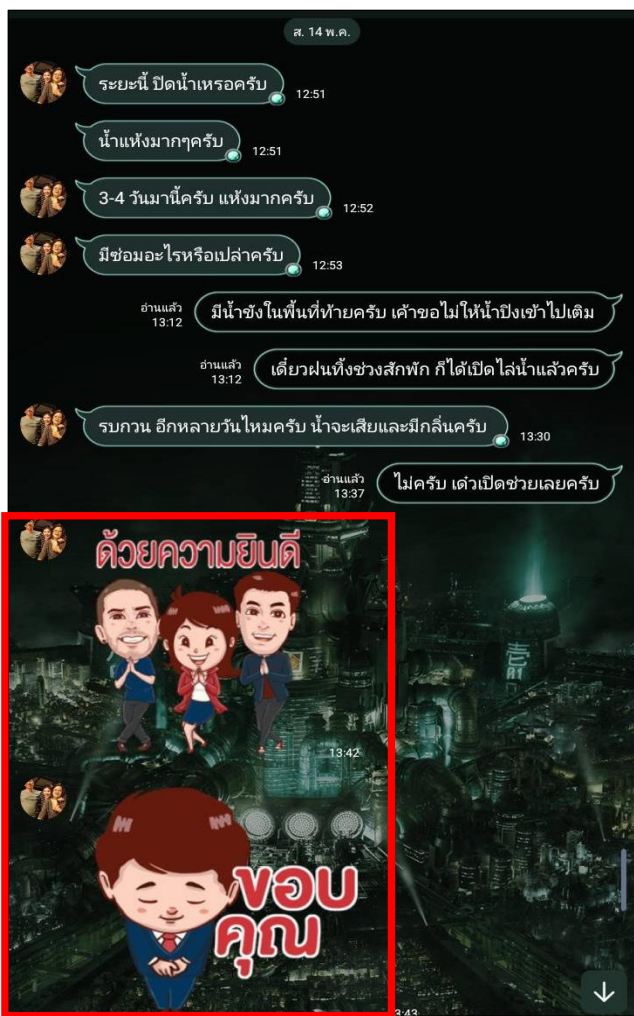 ส. 14 พ.ค.
ระยะนี้ ปิดน้ำเหรอครับ
12:51
น้ำแห้งมากๆครับ
12:51
3-4 วันมานี้ครับ แห้งมากครับ
12:52
มีซ่อมอะไรหรือเปล่าครับ
12:53
อ่านแล้ว
13:12
มีน้ำขังในพื้นที่ท้ายครับ เค้าขอไม่ให้น้ำปิงเข้าไปเติม
อ่านแล้ว
13:12
เดี๋ยวฝนทิ้งช่วงสักพัก ก็ได้เปิดไล่น้ำแล้วครับ
รบกวน อีกหลายวันไหมครับ น้ำจะเสียและมีกลิ่นครับ
13:30
อ่านแล้ว
13:37
ไม่ครับ เด่วเปิดช่วยเลยครับ
ด้วยความยินดี
13:42
ขอบ
คุณ
13:43
壱